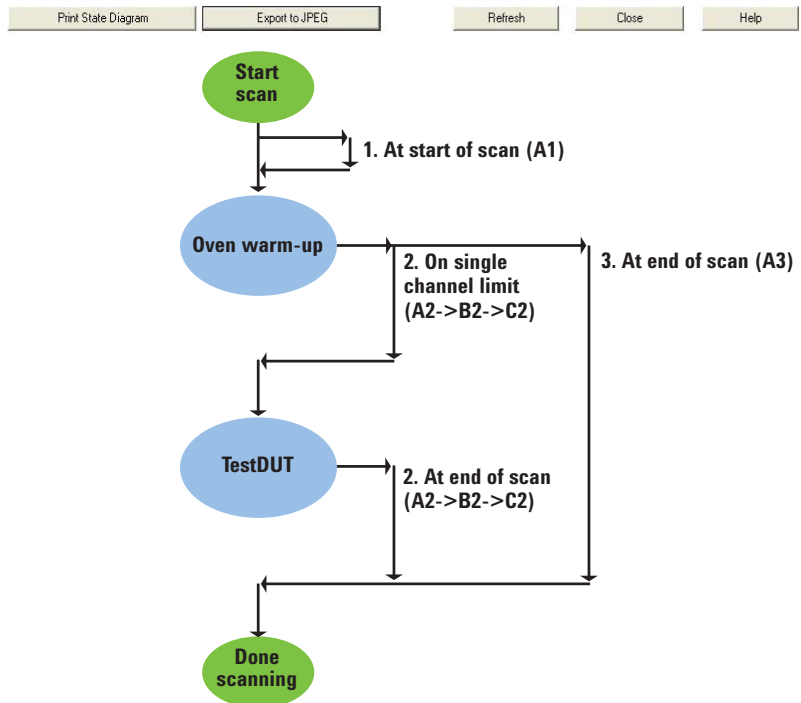 Print State Diagram
Export to JPEG
Refresh
Close
Help
Start
scan
1. At start of scan (A1)
Oven warm-up
2. On single
channel limit
(A2->B2->C2)
3. At end of scan (A3)
TestDUT
2. At end of scan
(A2->B2->C2)
Done
scanning